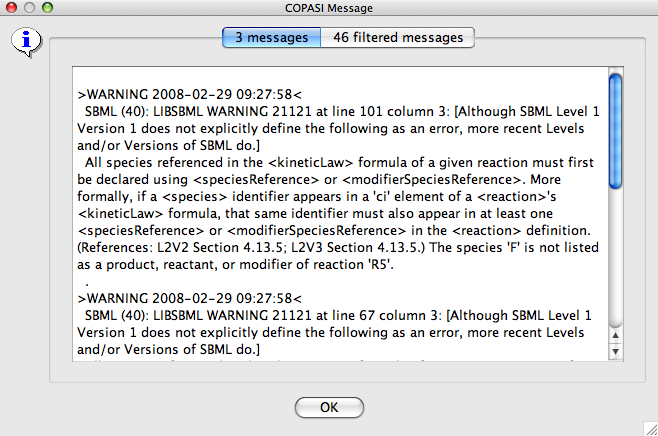 COPASI Message
3 messages 46 filtered messages
>WARNING 2008-02-29 09:27:58<
SBML (40): LIBSBML WARNING 21121 at line 101 column 3: [Although SBML Level 1
Version 1 does not explicitly define the following as an error, more recent Levels
and/or Versions of SBML do.]
All species referenced in the <kineticLaw> formula of a given reaction must first
be declared using <speciesReference> or <modifierSpeciesReference>. More
formally, if a <species> identifier appears in a 'ci' element of a <reaction>'s
<kineticLaw> formula, that same identifier must also appear in at least one
<speciesReference> or <modifierSpeciesReference> in the <reaction> definition.
(References: L2V2 Section 4.13.5; L2V3 Section 4.13.5.) The species 'F' is not listed
as a product, reactant, or modifier of reaction 'R5'.
.
>WARNING 2008-02-29 09:27:58<
SBML (40): LIBSBML WARNING 21121 at line 67 column 3: [Although SBML Level 1
Version 1 does not explicitly define the following as an error, more recent Levels
and/or Versions of SBML do.]
OK